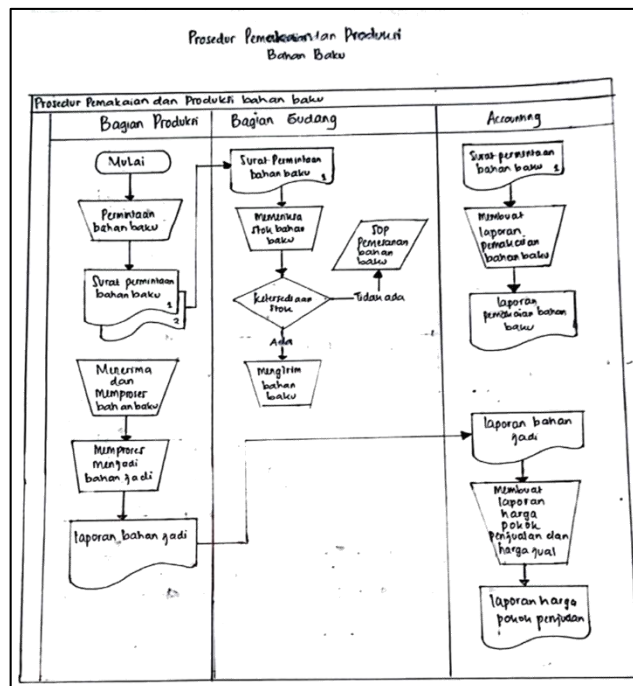 Prosedur Pemakaian dan Produksi
Bahan Baku
Prosedur Pemakaian dan Produksi bahan baku
Bagian Produksi
Bagian Gudang
Accounting
Mulai
Permintaan
bahan baku
Surat permintaan
bahan baku
1
2
Menerima
dan
Memproses
bahan baku
Memproses
menjadi
bahan jadi
laporan bahan jadi
Surat Permintaan
bahan baku
1
Memeriksa
stok bahan
baku
SOP
Pemesanan
bahan
baku
Ketersediaan
stok
Tidak ada
Ada
Mengirim
bahan
baku
Surat permintaan
bahan baku
1
Membuat
laporan
pemakaian
bahan baku
laporan
pemakaian bahan
baku
laporan bahan
jadi
Membuat
laporan
harga
pokok
penjualan dan
harga jual
laporan harga
pokok penjudan